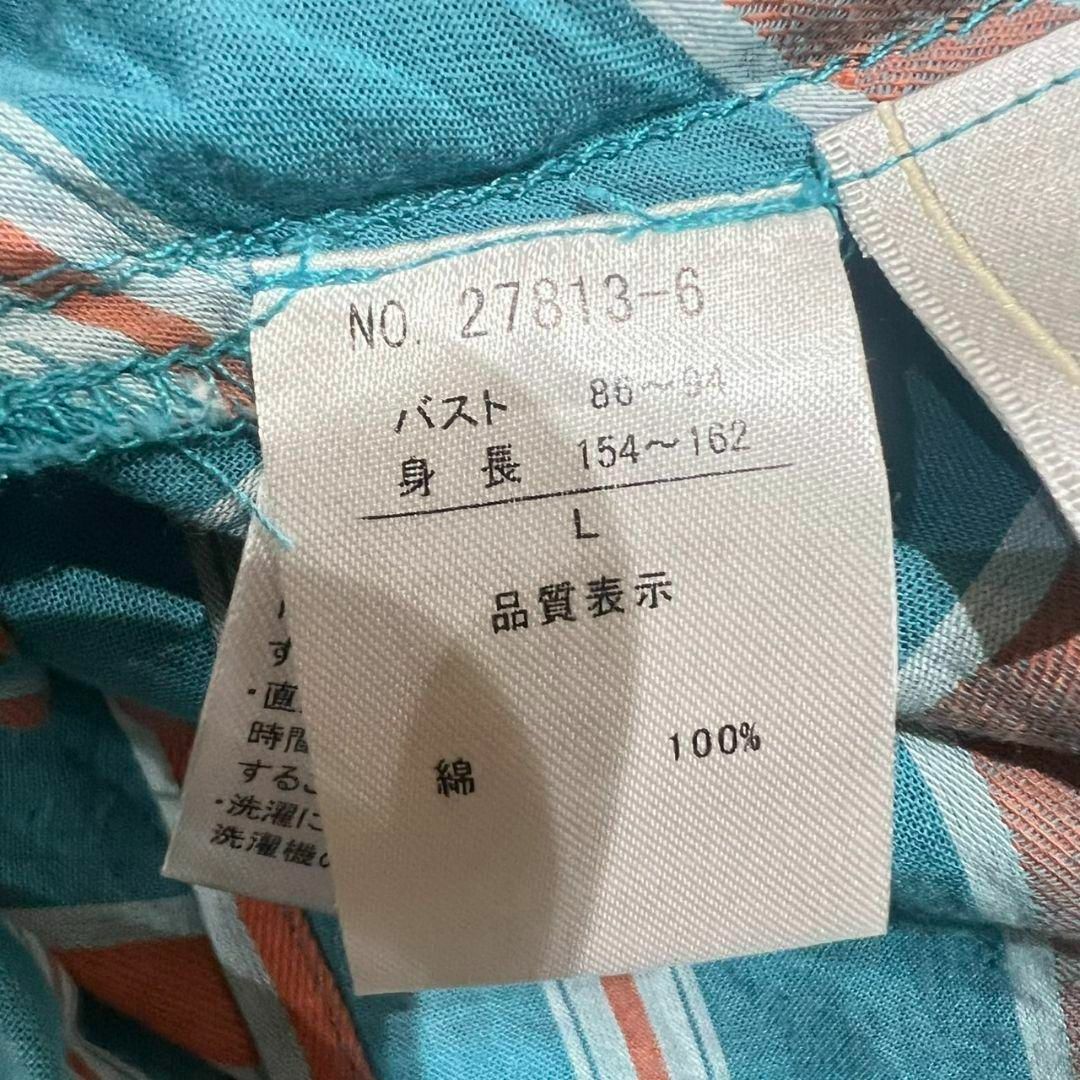 NO. 27813-6
バスト 86〜94
身長 154〜162
L
品質表示
綿 100%
す
・直
時間
するこ
・洗濯に
洗濯機の